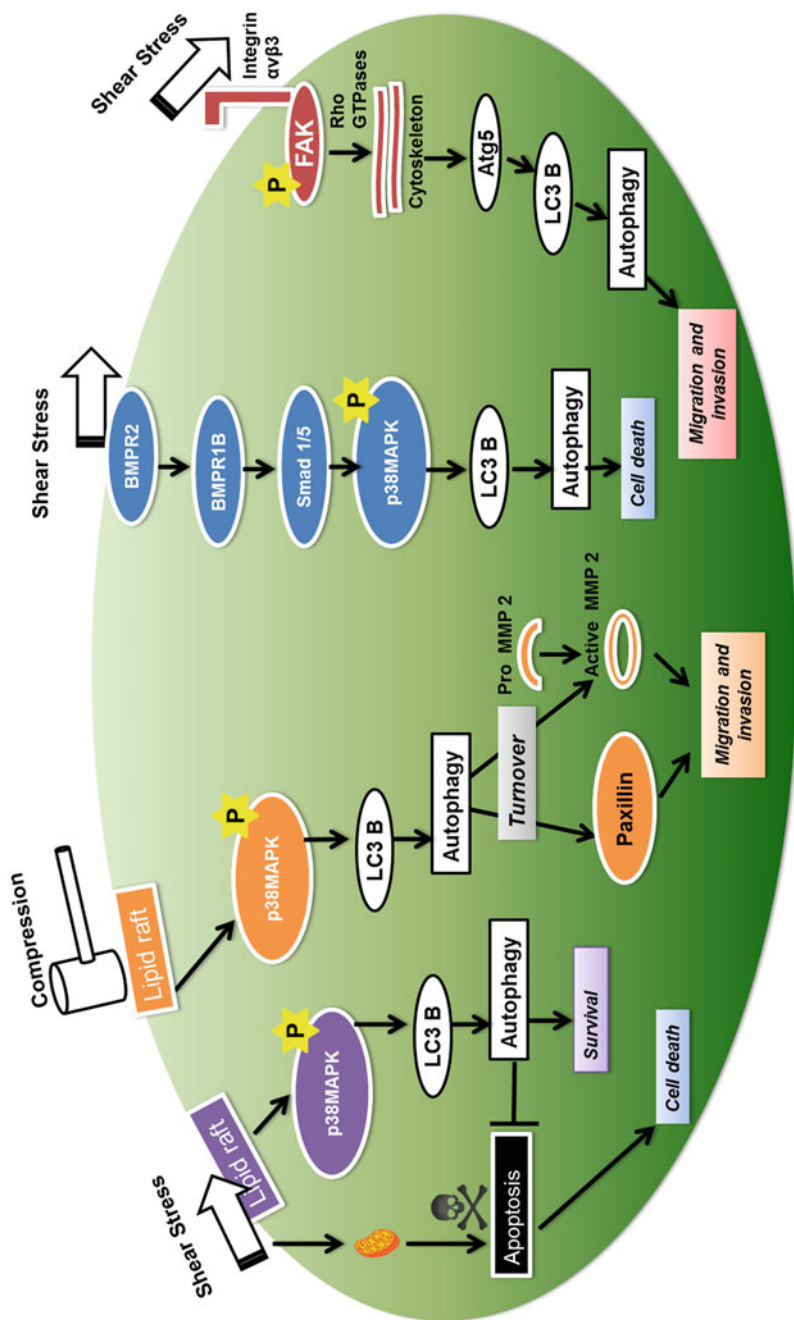 Shear Stress
Lipid raft
P
p38MAPK
LC3 B
Autophagy
Survival
Apoptosis
Cell death
Compression
Lipid raft
P
p38MAPK
LC3 B
Autophagy
Turnover
Pro MMP 2
Active MMP 2
Paxillin
Migration and
invasion
Shear Stress
BMPR2
BMPR1B
Smad 1/5
P
p38MAPK
LC3 B
Autophagy
Cell death
Shear Stress
Integrin
αvβ3
P
FAK
Rho
GTPases
Cytoskeleton
Atg5
LC3 B
Autophagy
Migration and
invasion